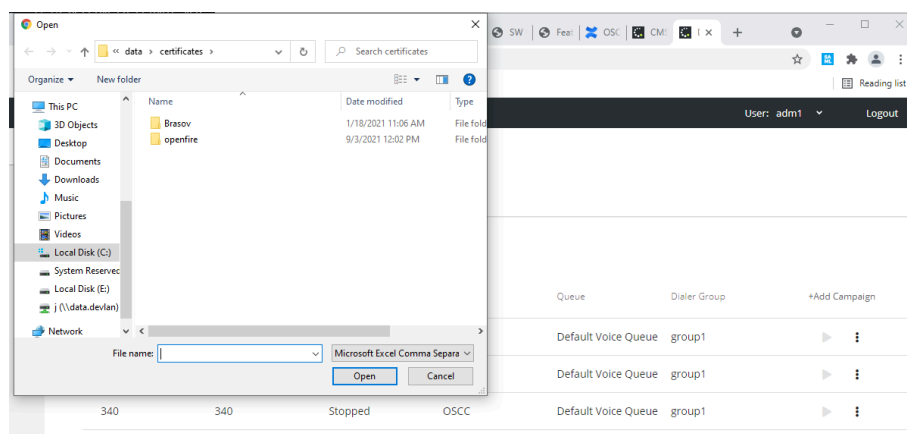 Open
SW
Feat
OSC
CMS
data › certificates ›
Search certificates
Organize
New folder
Reading list
This PC
3D Objects
Desktop
Documents
Downloads
Music
Pictures
Videos
Local Disk (C:)
System Reserved
Local Disk (E:)
j (\\data.devlan)
Network
Name
Date modified
Type
Brasov
1/18/2021 11:06 AM
File fold
openfire
9/3/2021 12:02 PM
File fold
File name:
Microsoft Excel Comma Separa
Open
Cancel
User: adm1
Logout
Queue
Dialer Group
+Add Campaign
Default Voice Queue
group1
Default Voice Queue
group1
340
340
Stopped
OSCC
Default Voice Queue
group1